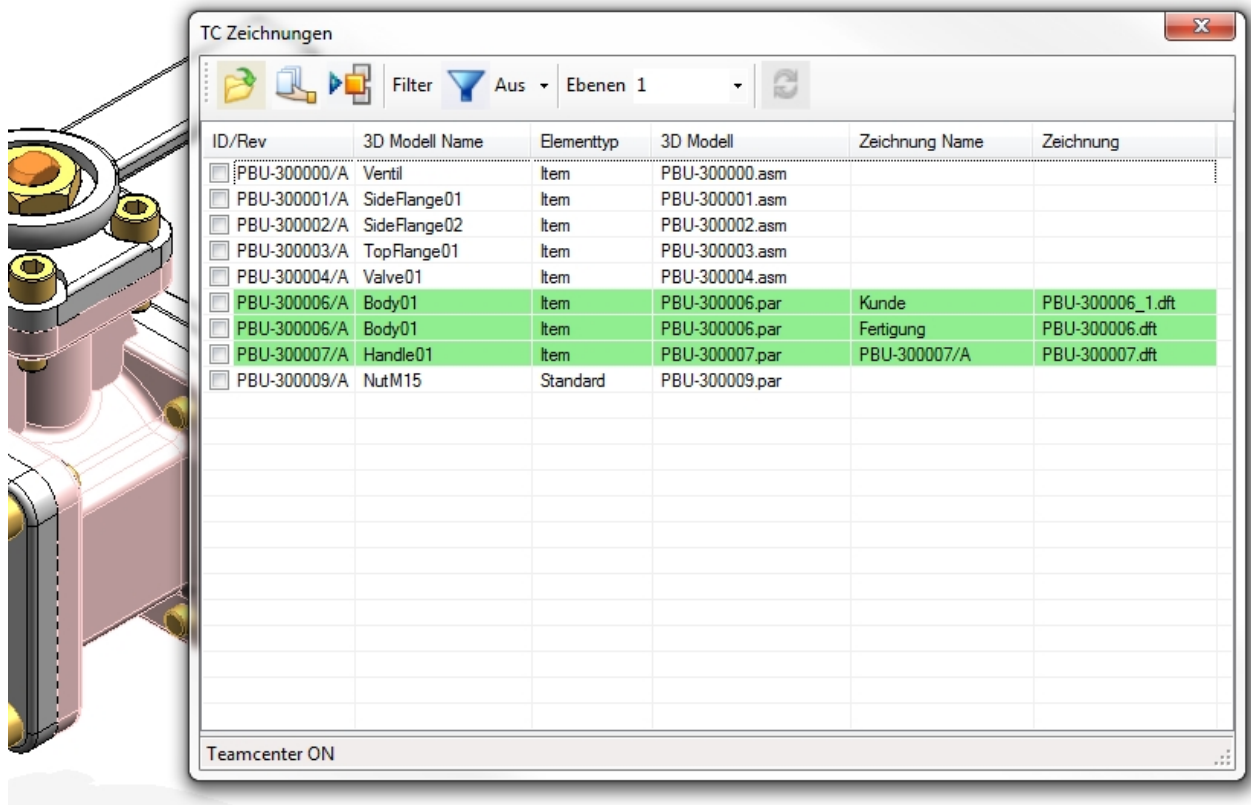 TC Zeichnungen
Filter Aus Ebenen 1
ID/Rev 3D Modell Name Elementtyp 3D Modell Zeichnung Name Zeichnung
PBU-300000/A Ventil Item PBU-300000.asm
PBU-300001/A SideFlange01 Item PBU-300001.asm
PBU-300002/A SideFlange02 Item PBU-300002.asm
PBU-300003/A TopFlange01 Item PBU-300003.asm
PBU-300004/A Valve01 Item PBU-300004.asm
PBU-300006/A Body01 Item PBU-300006.par Kunde PBU-300006_1.dft
PBU-300006/A Body01 Item PBU-300006.par Fertigung PBU-300006.dft
PBU-300007/A Handle01 Item PBU-300007.par PBU-300007/A PBU-300007.dft
PBU-300009/A NutM15 Standard PBU-300009.par
Teamcenter ON